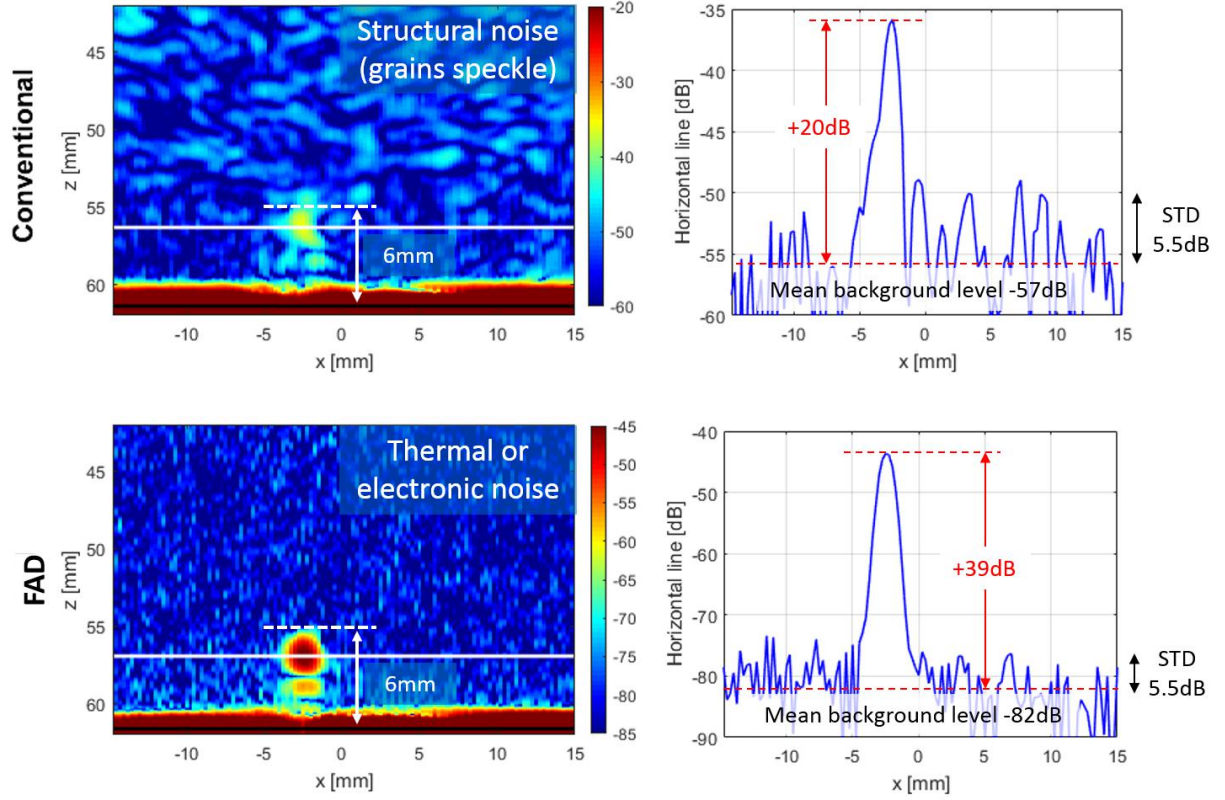 Conventional
z [mm]
45
50
55
60
Structural noise
(grains speckle)
6mm
-10
-5
0
5
10
15
x [mm]
-20
-30
-40
-50
-60
Horizontal line [dB]
-35
-40
-45
-50
-55
-60
+20dB
Mean background level -57dB
-10
-5
0
5
10
15
x [mm]
STD
5.5dB
FAD
z [mm]
45
50
55
60
Thermal or
electronic noise
6mm
-10
-5
0
5
10
15
x [mm]
-45
-50
-55
-60
-65
-70
-75
-80
-85
Horizontal line [dB]
-40
-50
-60
-70
-80
-90
+39dB
Mean background level -82dB
-15
-10
-5
0
5
10
15
x [mm]
STD
5.5dB